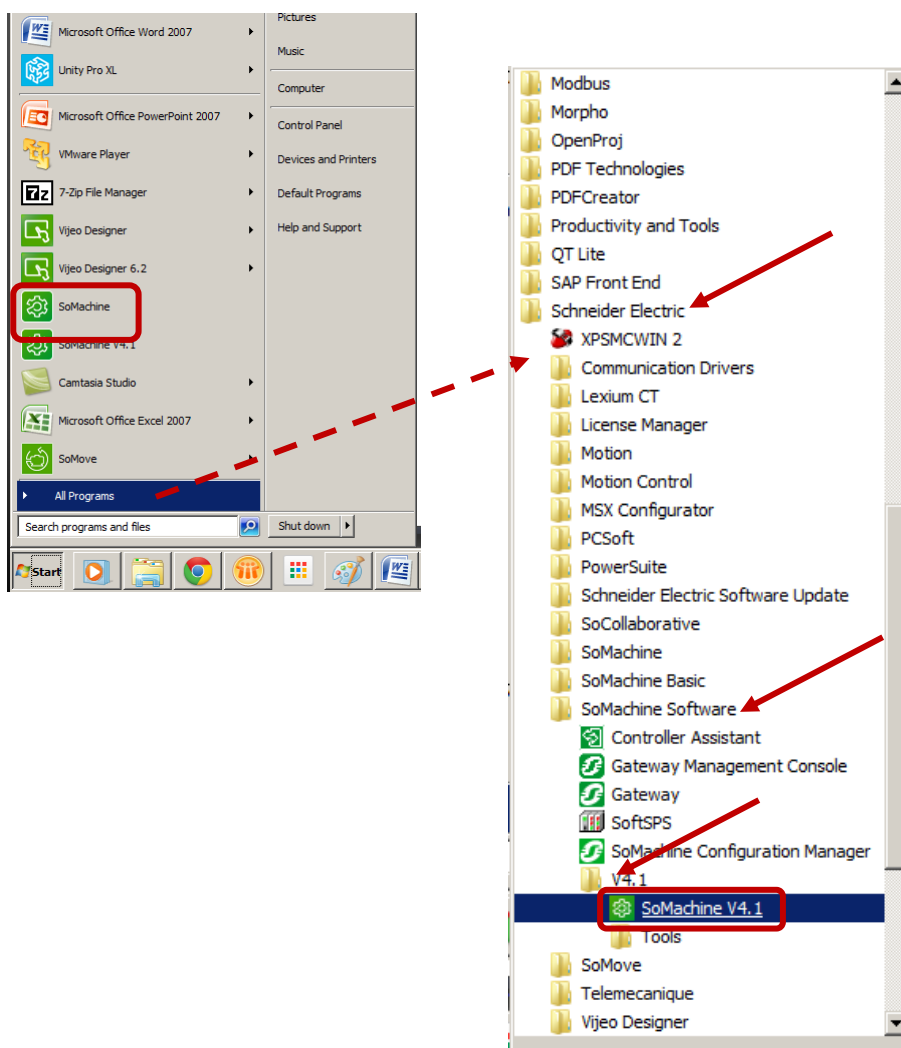 Microsoft Office Word 2007
Unity Pro XL
Microsoft Office PowerPoint 2007
VMware Player
7z 7-Zip File Manager
Vijeo Designer
Vijeo Designer 6.2
SoMachine
SoMachine V4.1
Camtasia Studio
Microsoft Office Excel 2007
SoMove
All Programs
Search programs and files
Start
Pictures
Music
Computer
Control Panel
Devices and Printers
Default Programs
Help and Support
Shut down
Modbus
Morpho
OpenProj
PDF Technologies
PDFCreator
Productivity and Tools
QT Lite
SAP Front End
Schneider Electric
XPSMCWIN 2
Communication Drivers
Lexium CT
License Manager
Motion
Motion Control
MSX Configurator
PCSoft
PowerSuite
Schneider Electric Software Update
SoCollaborative
SoMachine
SoMachine Basic
SoMachine Software
Controller Assistant
Gateway Management Console
Gateway
SoftSPS
SoMachine Configuration Manager
V4.1
SoMachine V4.1
Tools
SoMove
Telemecanique
Vijeo Designer